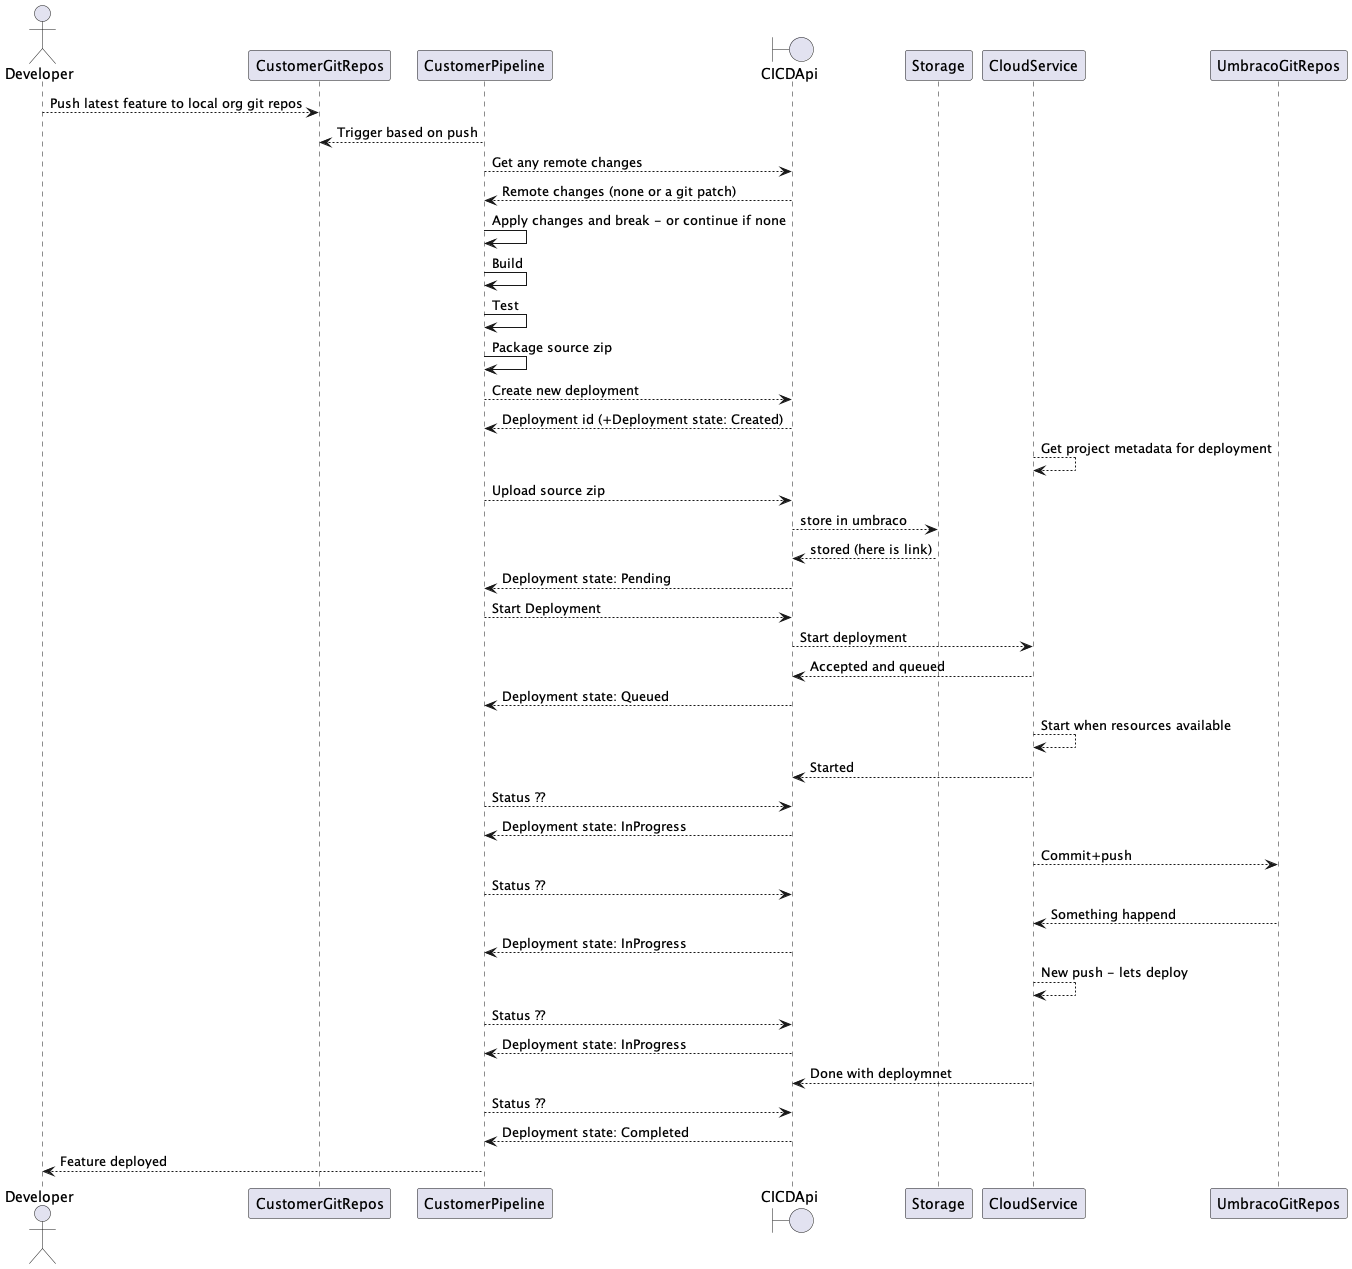 Developer
CustomerGitRepos
CustomerPipeline
CICDApi
Storage
CloudService
UmbracoGitRepos
Push latest feature to local org git repos
Trigger based on push
Get any remote changes
Remote changes (none or a git patch)
Apply changes and break - or continue if none
Build
Test
Package source zip
Create new deployment
Deployment id (+Deployment state: Created)
Get project metadata for deployment
Upload source zip
store in umbraco
stored (here is link)
Deployment state: Pending
Start Deployment
Start deployment
Accepted and queued
Deployment state: Queued
Start when resources available
Started
Status ??
Deployment state: InProgress
Commit+push
Status ??
Something happend
Deployment state: InProgress
New push - lets deploy
Status ??
Deployment state: InProgress
Done with deploymnet
Status ??
Deployment state: Completed
Feature deployed
Developer
CustomerGitRepos
CustomerPipeline
CICDApi
Storage
CloudService
UmbracoGitRepos